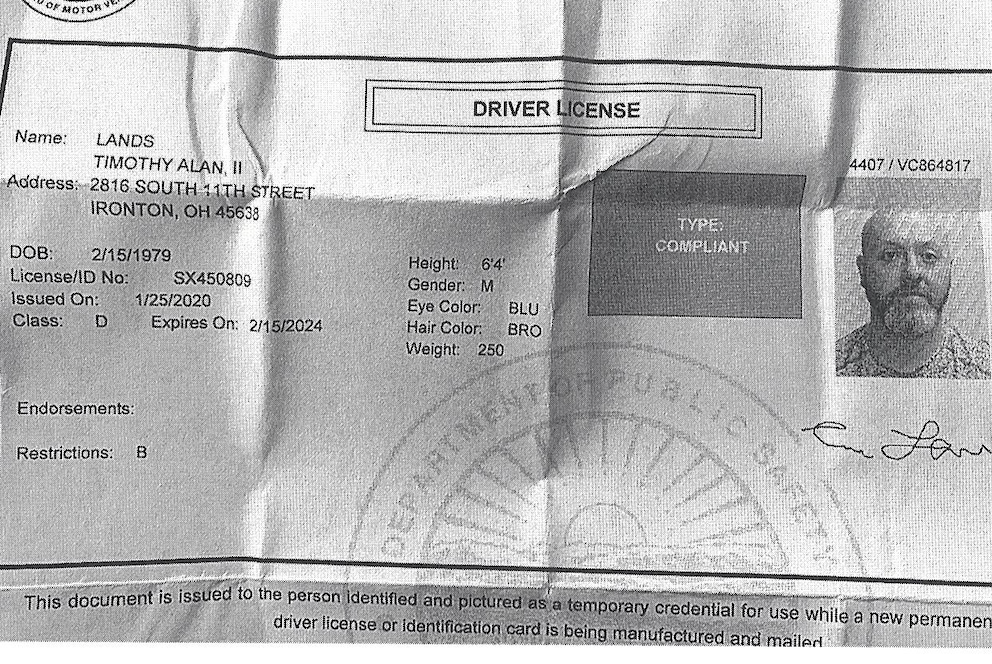 OF MOTOR VE
DRIVER LICENSE
Name: LANDS
TIMOTHY ALAN, II
Address: 2816 SOUTH 11TH STREET
IRONTON, OH 45638
4407 / VC864817
TYPE:
COMPLIANT
DOB: 2/15/1979
License/ID No: SX450809
Issued On: 1/25/2020
Class: D Expires On: 2/15/2024
Height: 6'4'
Gender: M
Eye Color: BLU
Hair Color: BRO
Weight: 250
Endorsements:
Restrictions: B
DEPARTMENT OF PUBLIC SAFETY
This document is issued to the person identified and pictured as a temporary credential for use while a new permanen
driver license or identification card is being manufactured and mailed